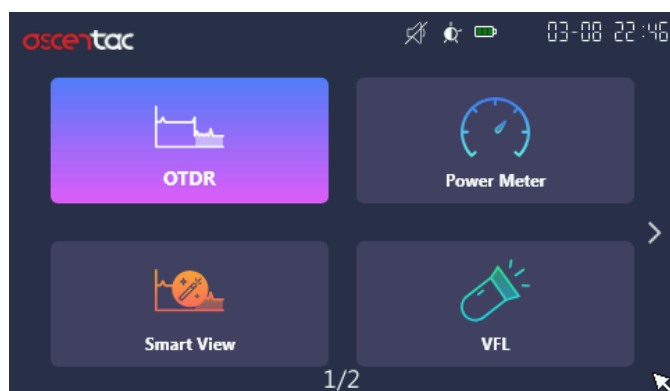 ascentac
03-08 22:46
OTDR
Power Meter
Smart View
VFL
1/2